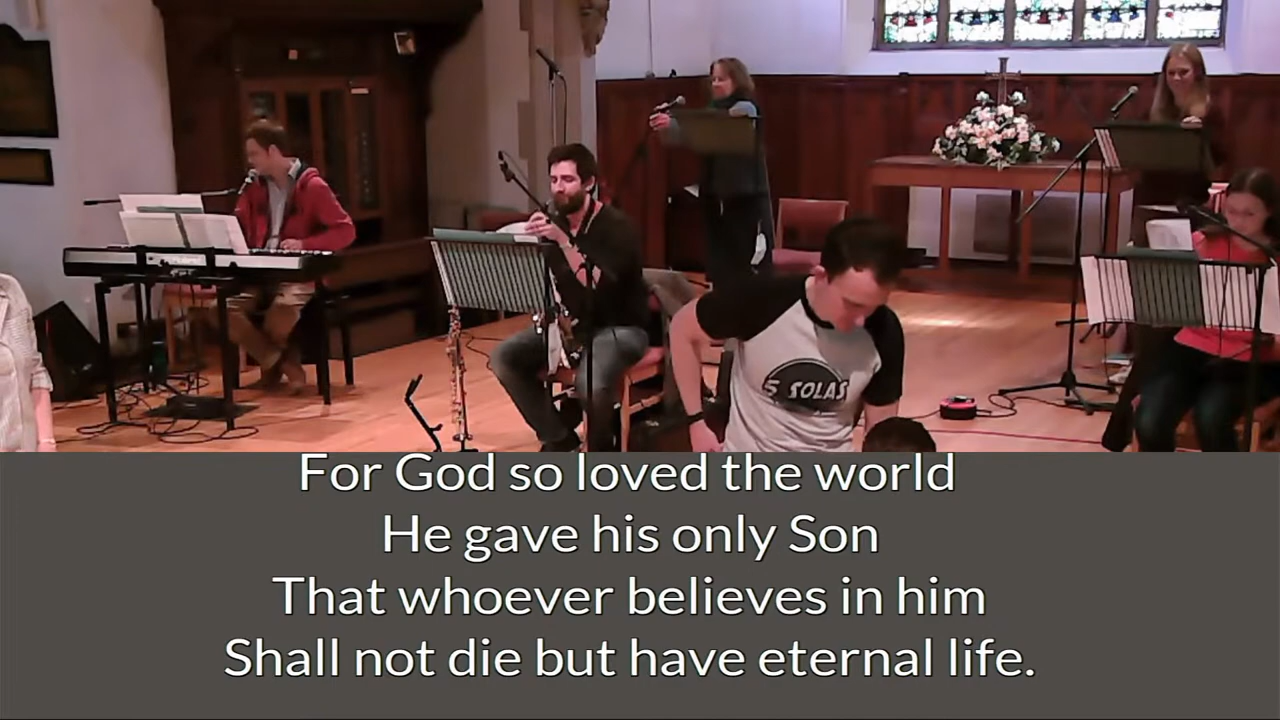 5 SOLAS
For God so loved the world
He gave his only Son
That whoever believes in him
Shall not die but have eternal life.